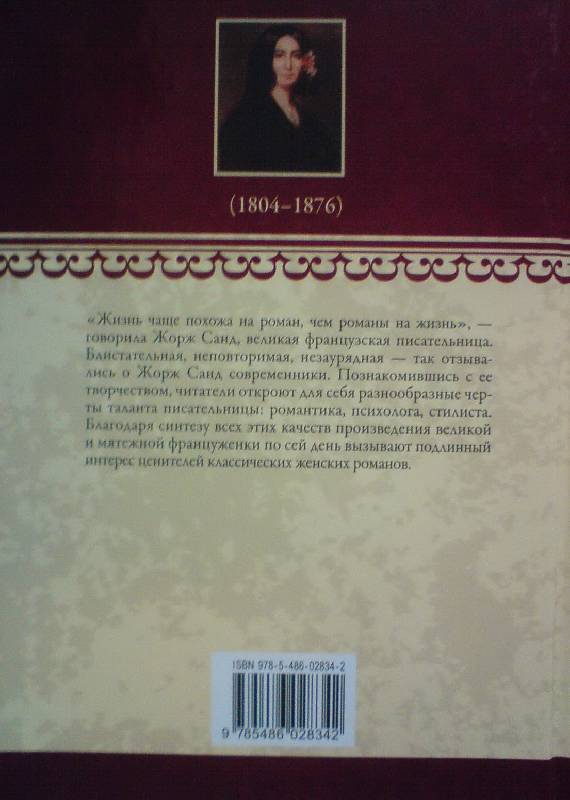 (1804–1876)
«Жизнь чаще похожа на роман, чем романы на жизнь», —
говорила Жорж Санд, великая французская писательница.
Блистательная, неповторимая, незаурядная — так отзыва-
лись о Жорж Санд современники. Познакомившись с ее
творчеством, читатели откроют для себя разнообразные чер-
ты таланта писательницы: романтика, психолога, стилиста.
Благодаря синтезу всех этих качеств произведения великой
и мятежной француженки по сей день вызывают подлинный
интерес ценителей классических женских романов.
ISBN 978-5-486-02834-2
9 785486 028342